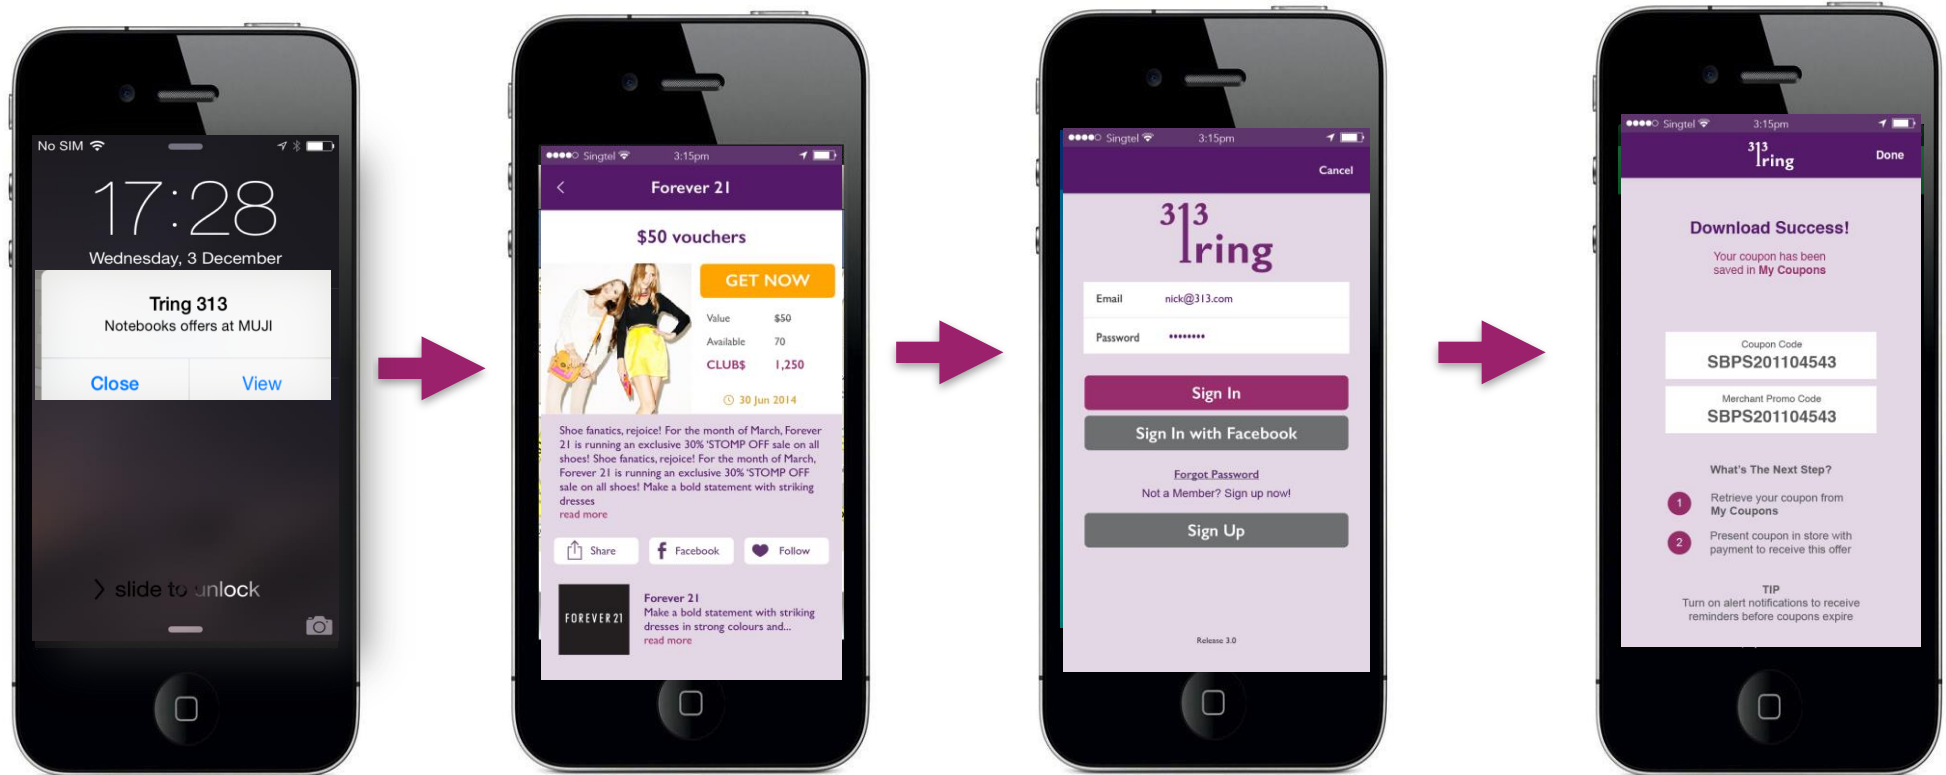 No SIM
17:28
Wednesday, 3 December
Tring 313
Notebooks offers at MUJI
Close View
slide to unlock
Singtel 3:15pm
Forever 21
$50 vouchers
GET NOW
Value $50
Available 70
CLUB$ 1,250
30 Jun 2014
Shoe fanatics, rejoice! For the month of March, Forever
21 is running an exclusive 30% 'STOMP OFF sale on all
shoes! Shoe fanatics, rejoice! For the month of March,
Forever 21 is running an exclusive 30% 'STOMP OFF
sale on all shoes! Make a bold statement with striking
dresses
read more
Share Facebook Follow
FOREVER 21
Forever 21
Make a bold statement with striking
dresses in strong colours and...
read more
Singtel 3:15pm
Cancel
313
Tring
Email nick@313.com
Password ••••••••
Sign In
Sign In with Facebook
Forgot Password
Not a Member? Sign up now!
Sign Up
Release 3.0
Singtel 3:15pm
313
Tring
Done
Download Success!
Your coupon has been
saved in My Coupons
Coupon Code
SBPS201104543
Merchant Promo Code
SBPS201104543
What's The Next Step?
1 Retrieve your coupon from
My Coupons
2 Present coupon in store with
payment to receive this offer
TIP
Turn on alert notifications to receive
reminders before coupons expire